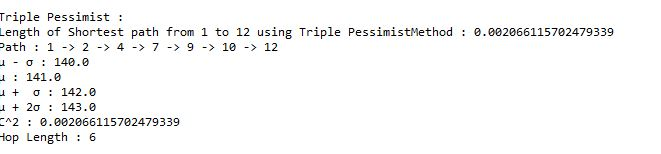 Triple Pessimist :
Length of Shortest path from 1 to 12 using Triple PessimistMethod : 0.002066115702479339
Path : 1 -> 2 -> 4 -> 7 -> 9 -> 10 -> 12
μ - σ : 140.0
μ : 141.0
μ +  σ : 142.0
μ + 2σ : 143.0
C^2 : 0.002066115702479339
Hop Length : 6